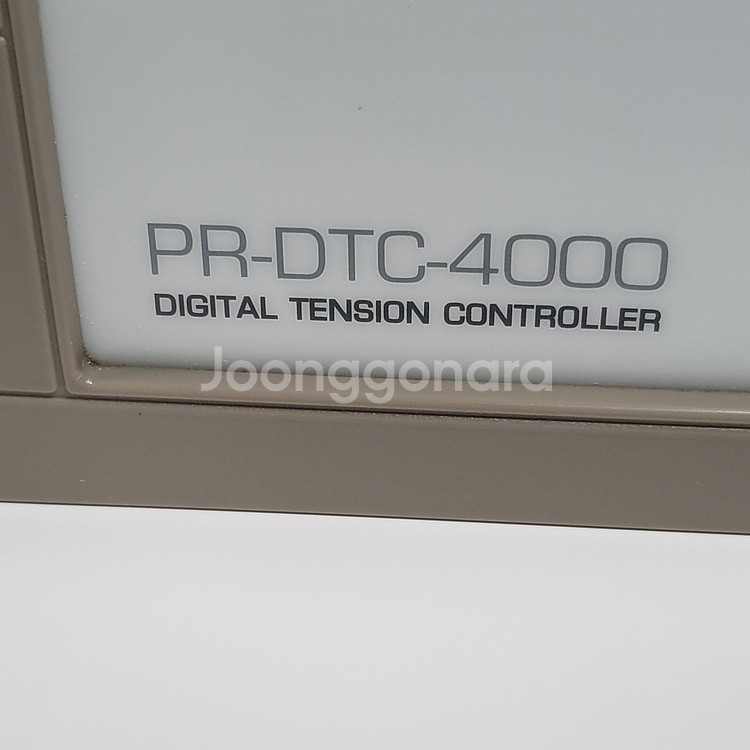 PR-DTC-4000
DIGITAL TENSION CONTROLLER
Joonggonara